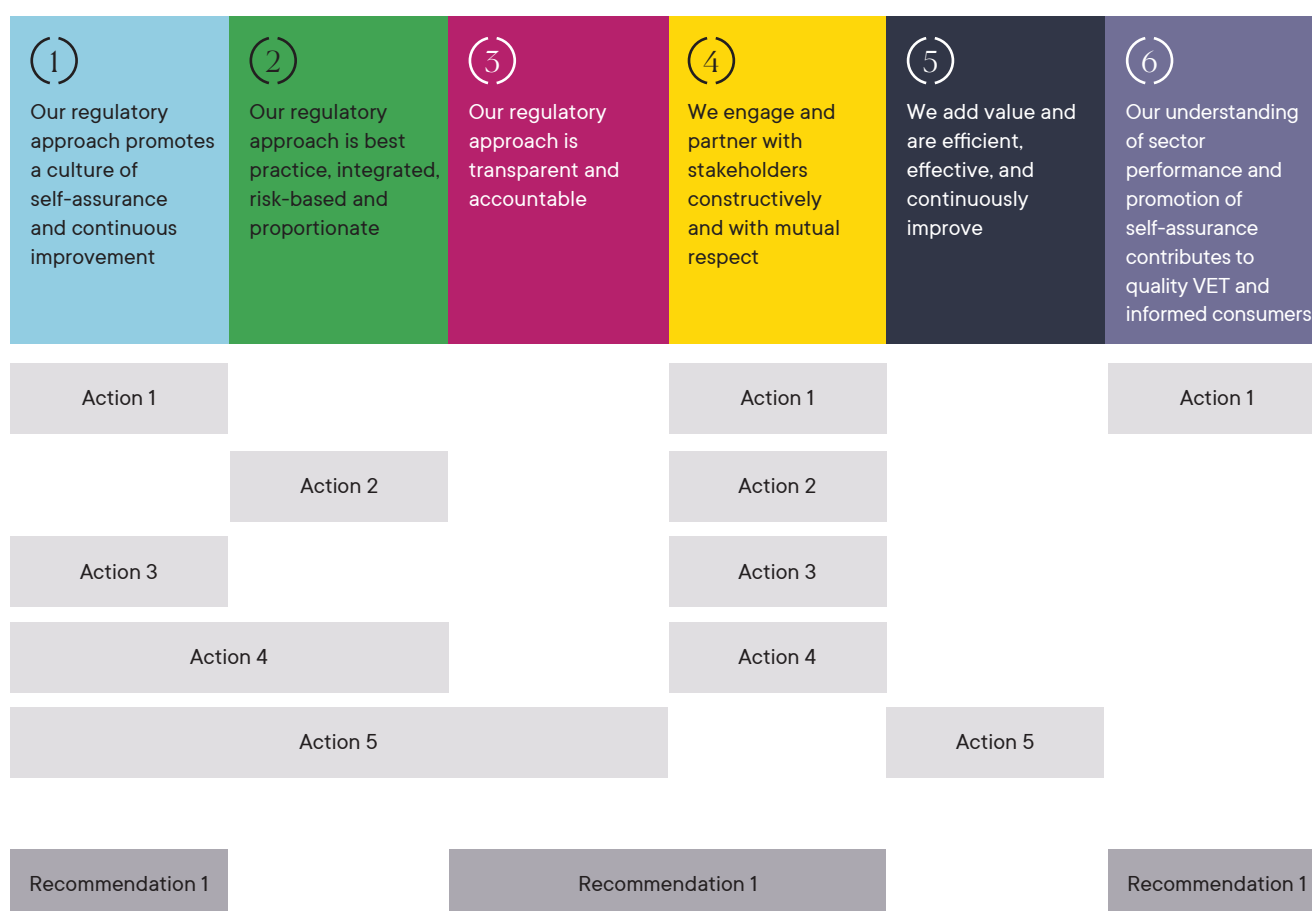 1
Our regulatory
approach promotes
a culture of
self-assurance
and continuous
improvement
2
Our regulatory
approach is best
practice, integrated,
risk-based and
proportionate
3
Our regulatory
approach is
transparent and
accountable
4
We engage and
partner with
stakeholders
constructively
and with mutual
respect
5
We add value and
are efficient,
effective, and
continuously
improve
6
Our understanding
of sector
performance and
promotion of
self-assurance
contributes to
quality VET and
informed consumers
Action 1
Action 1
Action 1
Action 2
Action 2
Action 3
Action 3
Action 4
Action 4
Action 5
Action 5
Recommendation 1
Recommendation 1
Recommendation 1